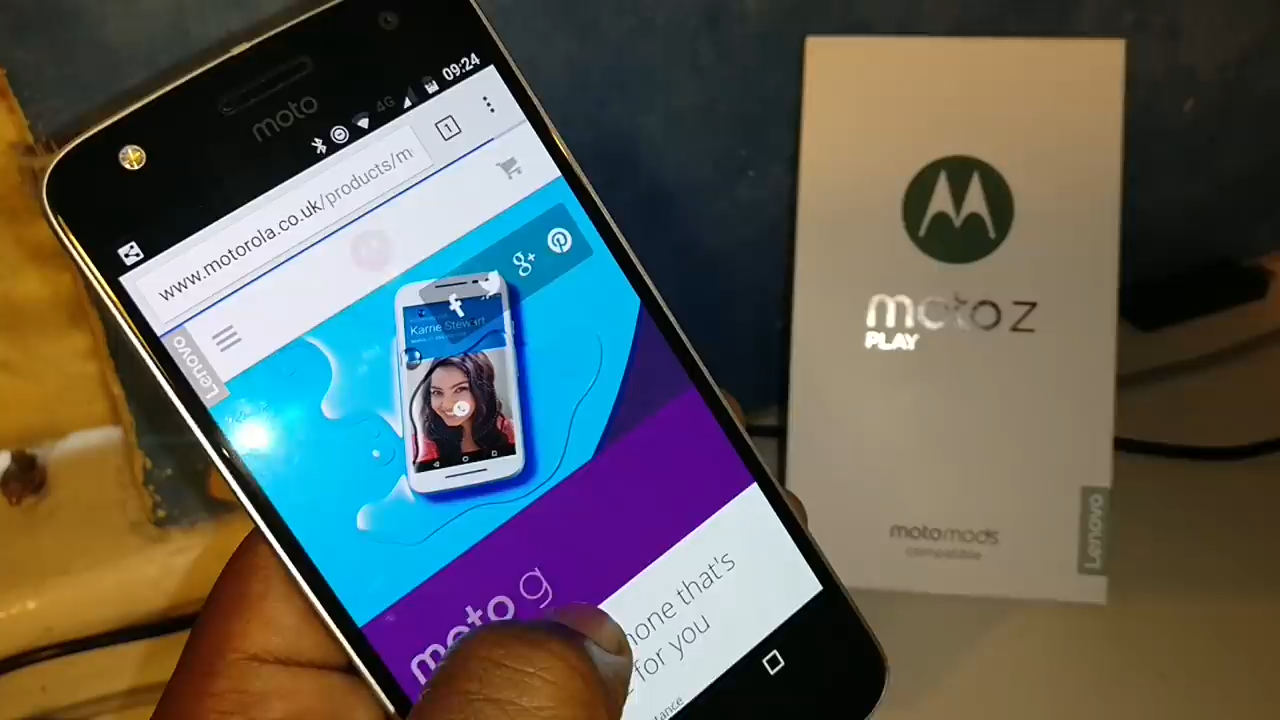 moto
4G
09:24
www.motorola.co.uk/products/m
1
Lenovo
g+
Karrie Stewart
moto g
hone that's
for you
moto z
PLAY
motomods
compatible
Lenovo